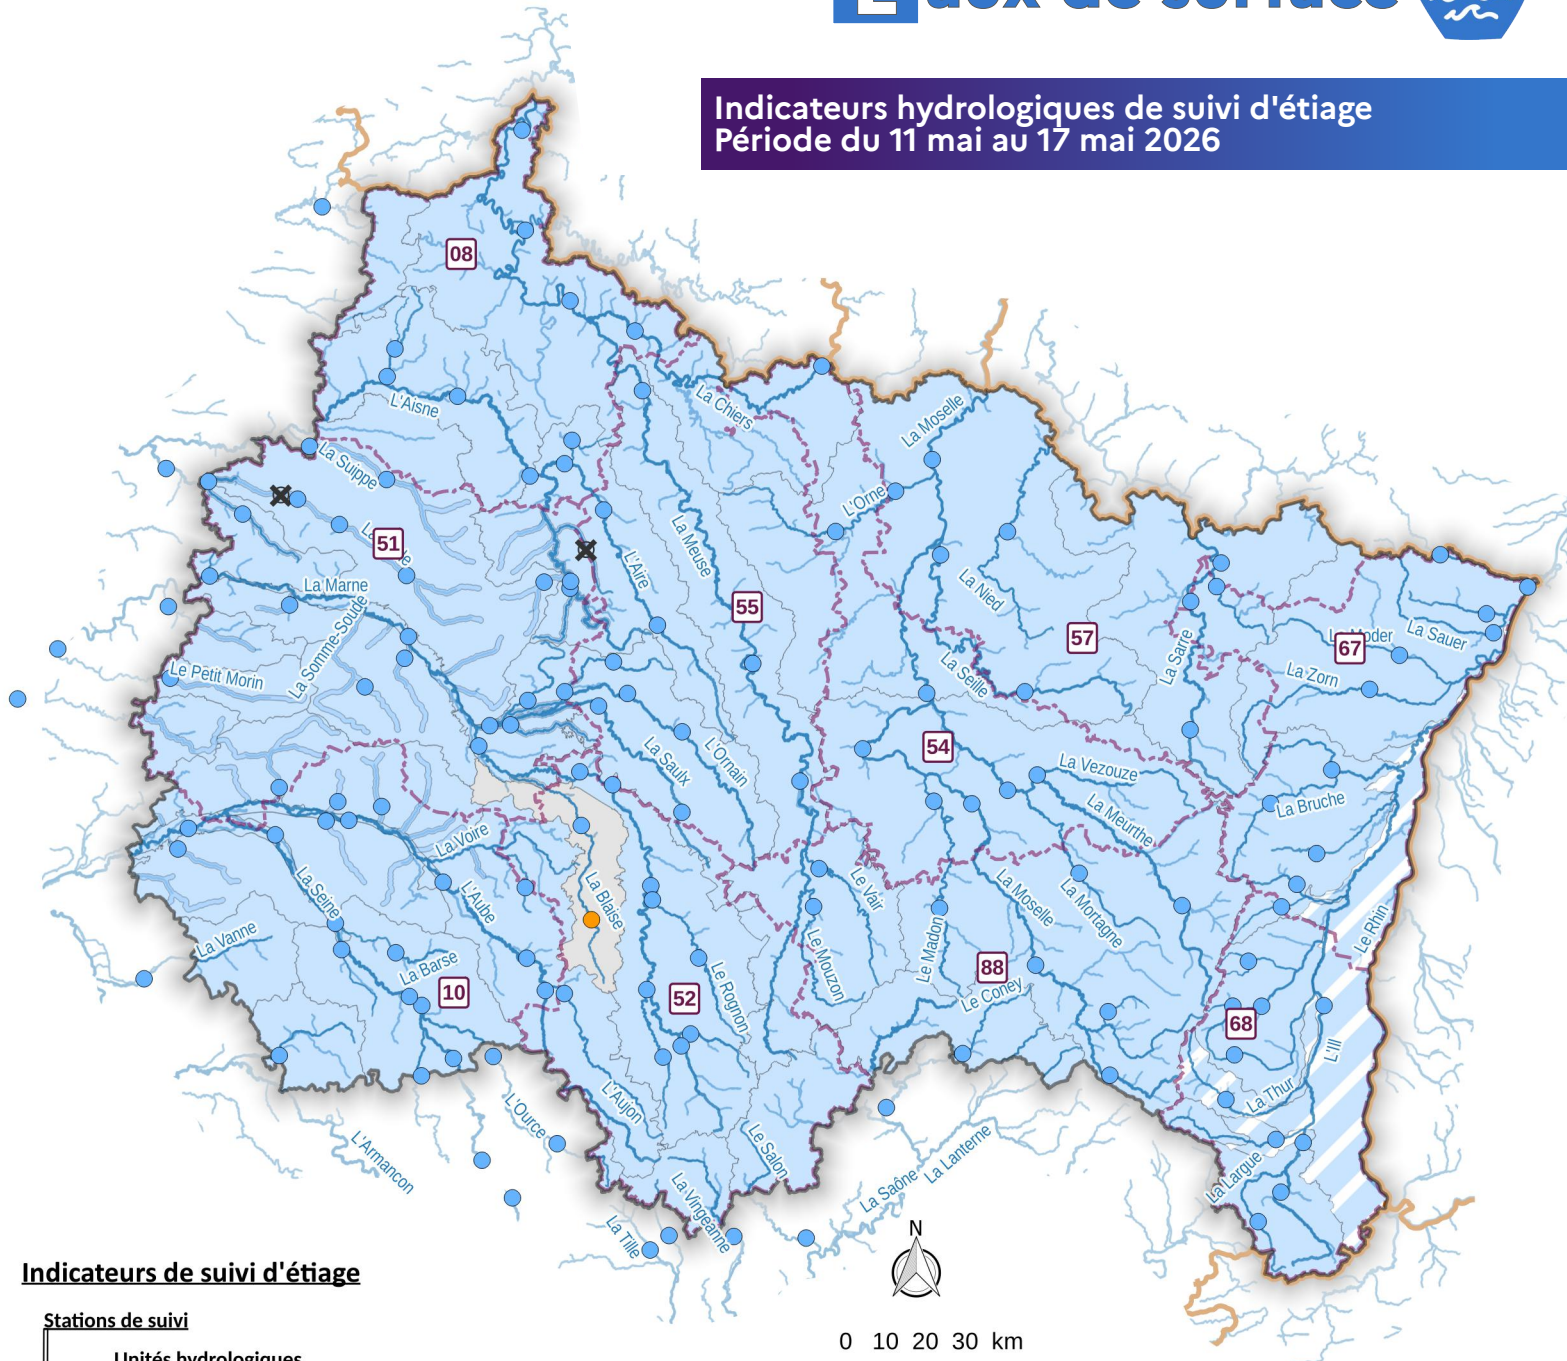 Eaux de surface
Indicateurs hydrologiques de suivi d'étiage
Période du 11 mai au 17 mai 2026
08
La Chiers
La Moselle
L'Aisne
La Suippe
L'Orne
51
La Meuse
L'Aire
La Nied
La Marne
55
57
La Somme-Soude
La Moder
La Sauer
67
La Sarre
La Zorn
Le Petit Morin
La Seille
54
La Saulx
L'Ornain
La Vezouze
La Meurthe
La Bruche
La Voire
La Seine
L'Aube
La Blaise
Le Vair
La Moselle
La Mortagne
Le Rhin
La Vanne
La Barse
10
Le Madon
Le Mouzon
88
Le Coney
52
Le Rognon
68
L'Ill
La Thur
L'Aujon
L'Ource
L'Armancon
Le Salon
La Lanterne
La Saône
La Largue
La Vingeanne
La Tille
N
Indicateurs de suivi d'étiage
Stations de suivi
Unités hydrologiques
0 10 20 30 km